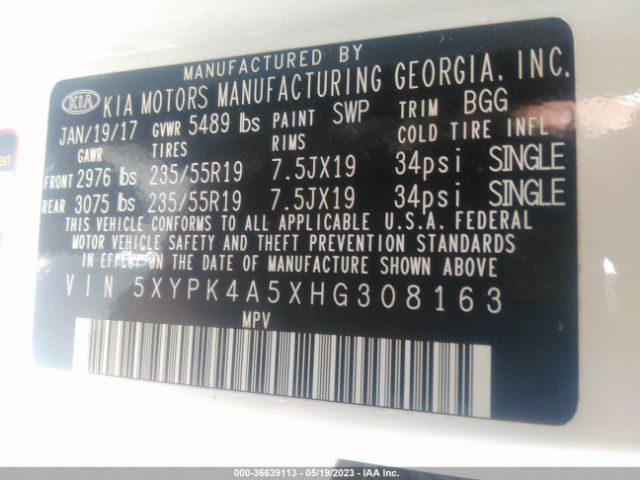 MANUFACTURED BY
KIA KIA MOTORS MANUFACTURING GEORGIA, INC.
JAN/19/17 GVWR 5489 lbs PAINT SWP TRIM BGG
GAWR TIRES RIMS COLD TIRE INFL
FRONT 2976 lbs 235/55R19 7.5JX19 34psi SINGLE
REAR 3075 lbs 235/55R19 7.5JX19 34psi SINGLE
THIS VEHICLE CONFORMS TO ALL APPLICABLE U.S.A. FEDERAL
MOTOR VEHICLE SAFETY AND THEFT PREVENTION STANDARDS
IN EFFECT ON THE DATE OF MANUFACTURE SHOWN ABOVE
VIN 5XYPK4A5XHG308163
MPV
000-36639113 - 05/19/2023 - IAA Inc.